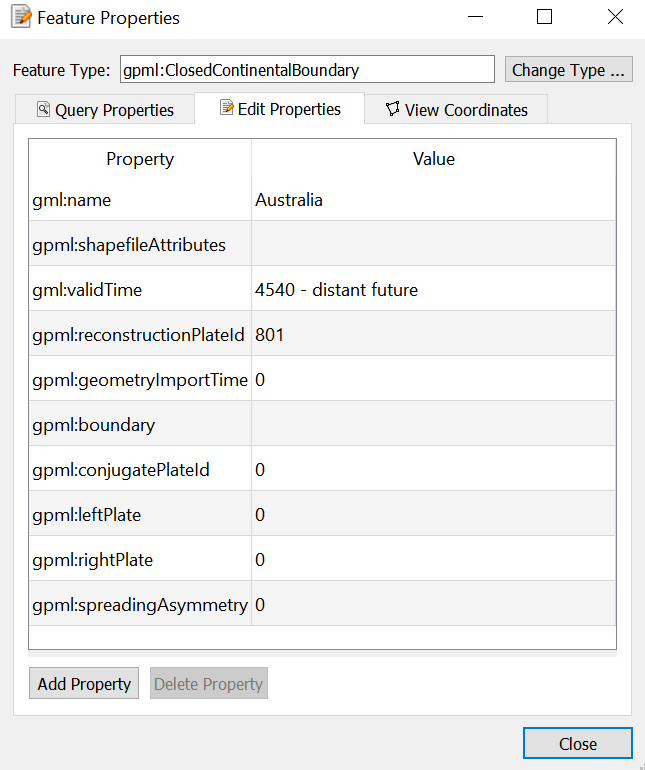 Feature Properties
Feature Type: gpml:ClosedContinentalBoundary Change Type ...
Query Properties Edit Properties View Coordinates
Property Value
gml:name Australia
gpml:shapefileAttributes
gml:validTime 4540 - distant future
gpml:reconstructionPlateId 801
gpml:geometryImportTime 0
gpml:boundary
gpml:conjugatePlateId 0
gpml:leftPlate 0
gpml:rightPlate 0
gpml:spreadingAsymmetry 0
Add Property Delete Property
Close